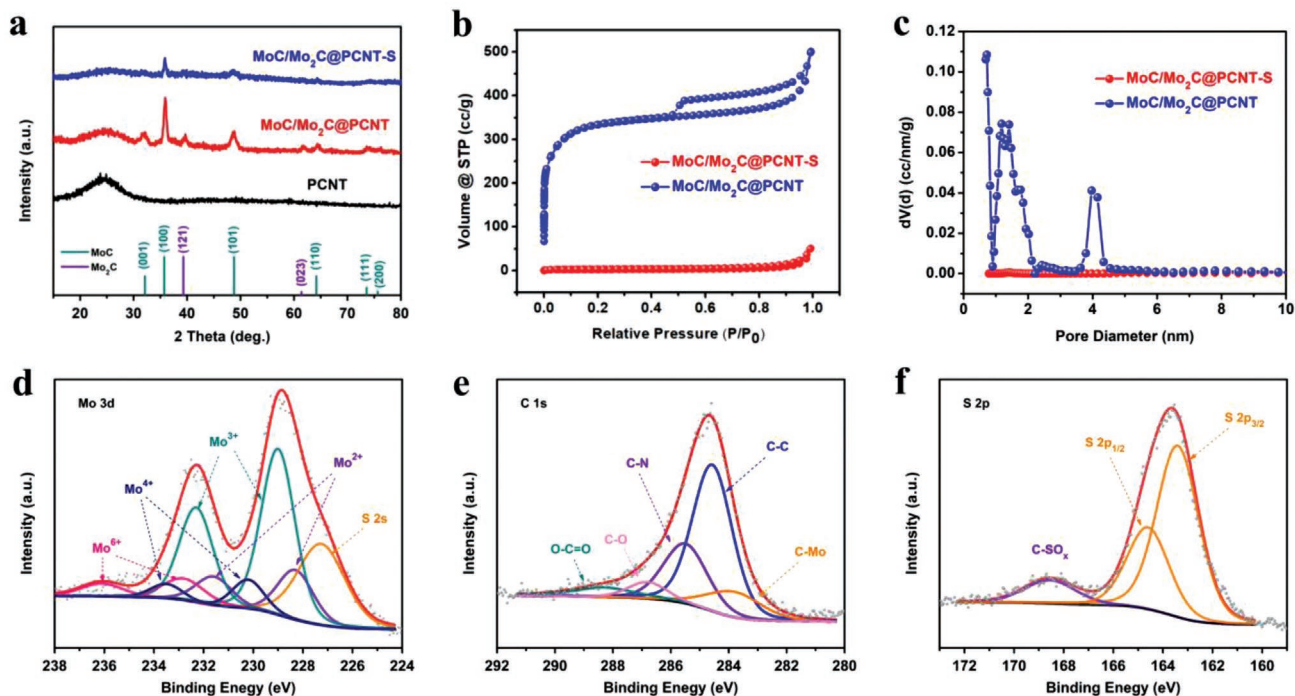 a
MoC/Mo₂C@PCNT-S
MoC/Mo₂C@PCNT
PCNT
MoC
Mo₂C
(001)
(100)
(121)
(101)
(023)
(110)
(111)
(200)
Intensity (a.u.)
20 30 40 50 60 70 80
2 Theta (deg.)
b
500
400
300
200
100
0
Volume @ STP (cc/g)
MoC/Mo₂C@PCNT-S
MoC/Mo₂C@PCNT
0.0 0.2 0.4 0.6 0.8 1.0
Relative Pressure (P/P₀)
c
0.12
0.10
0.08
0.06
0.04
0.02
0.00
dV(d) (cc/nm/g)
MoC/Mo₂C@PCNT-S
MoC/Mo₂C@PCNT
0 2 4 6 8 10
Pore Diameter (nm)
d
Mo 3d
Mo³⁺
Mo²⁺
Mo⁴⁺
S 2s
Mo⁶⁺
Intensity (a.u.)
238 236 234 232 230 228 226 224
Binding Enegy (eV)
e
C 1s
C-N
C-C
C-O
O-C=O
C-Mo
Intensity (a.u.)
292 290 288 286 284 282 280
Binding Enegy (eV)
f
S 2p
S 2p₃/₂
S 2p₁/₂
C-SOₓ
Intensity (a.u.)
172 170 168 166 164 162 160
Binding Enegy (eV)